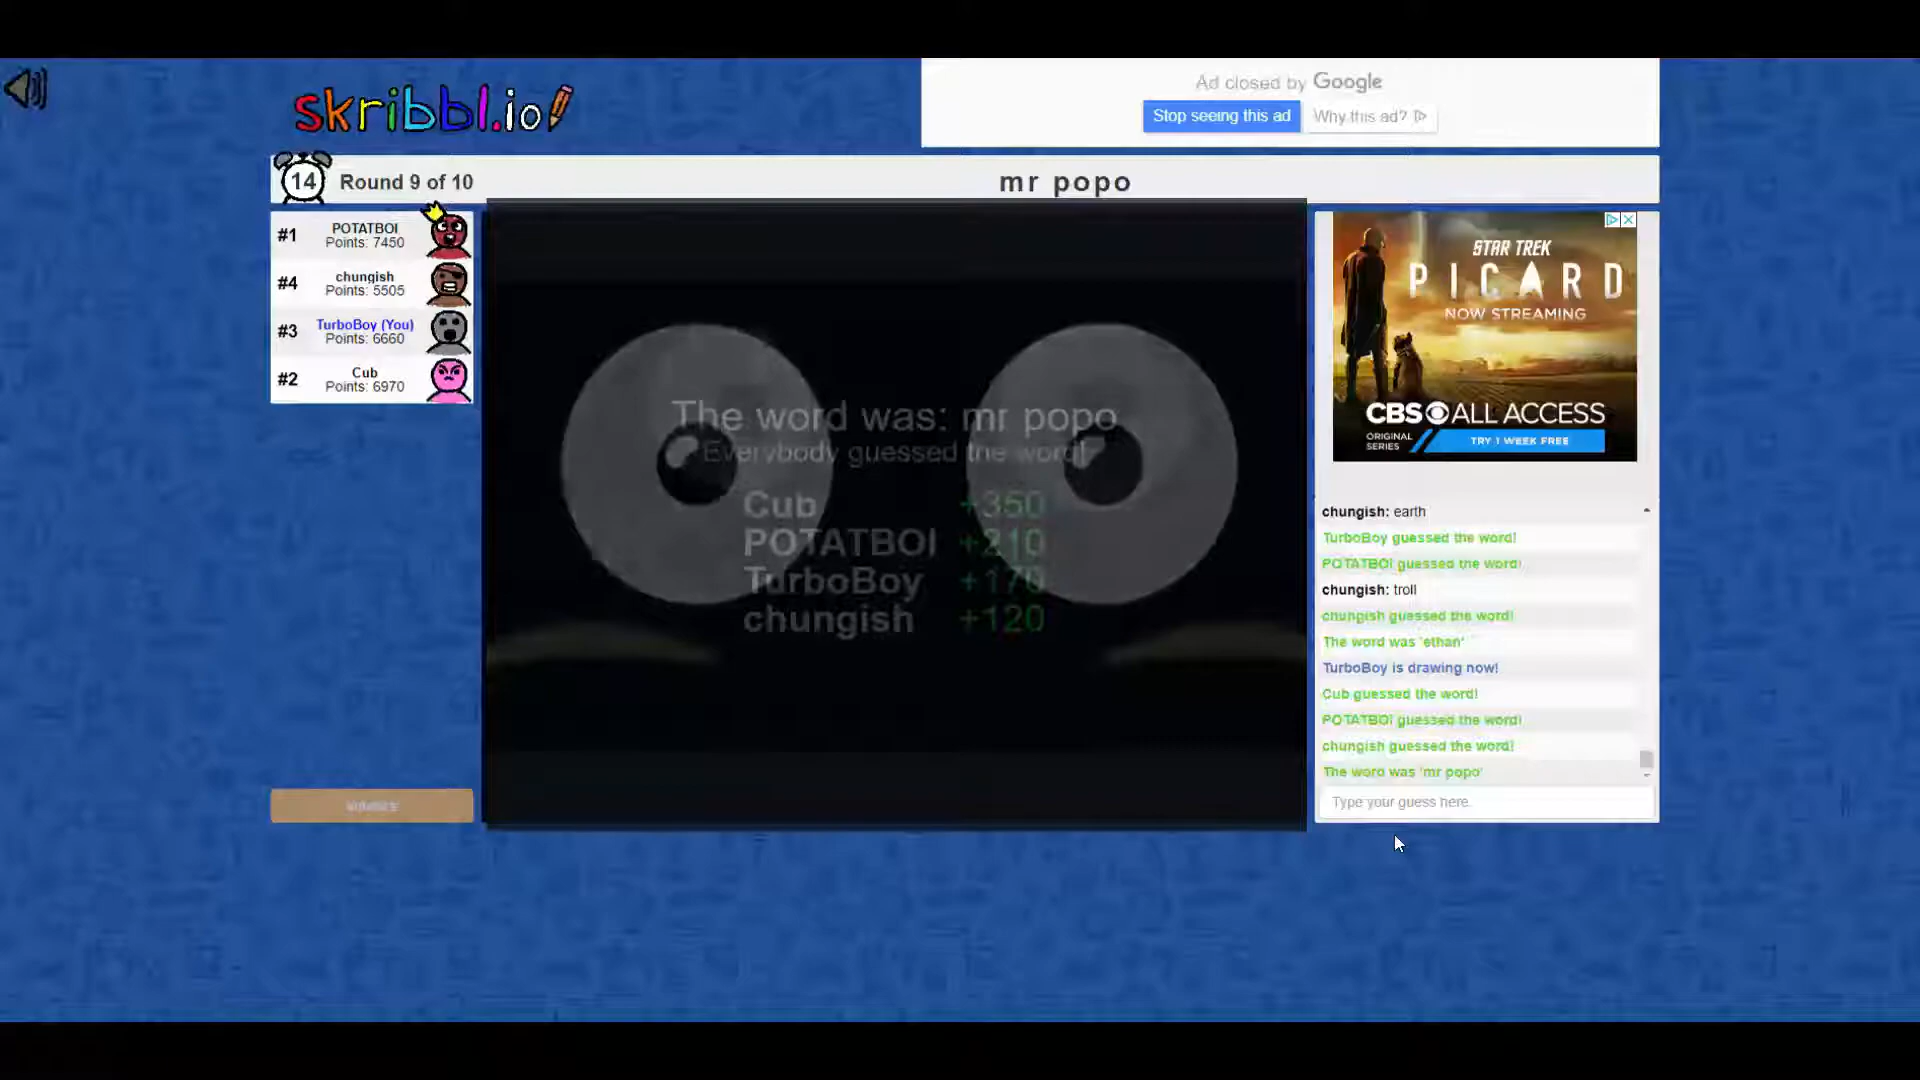 skribbl.io
Ad closed by Google
Stop seeing this ad
Why this ad?
14
Round 9 of 10
mr popo
#1
POTATBOI
Points: 7450
#4
chungish
Points: 5505
#3
TurboBoy (You)
Points: 6660
#2
Cub
Points: 6970
The word was: mr popo
Everybody guessed the word!
Cub +350
POTATBOI +210
TurboBoy +170
chungish +120
STAR TREK
PICARD
NOW STREAMING
CBS ALL ACCESS
ORIGINAL
SERIES
TRY 1 WEEK FREE
chungish: earth
TurboBoy guessed the word!
POTATBOI guessed the word!
chungish: troll
chungish guessed the word!
The word was 'ethan'
TurboBoy is drawing now!
Cub guessed the word!
POTATBOI guessed the word!
chungish guessed the word!
The word was 'mr popo'
Type your guess here